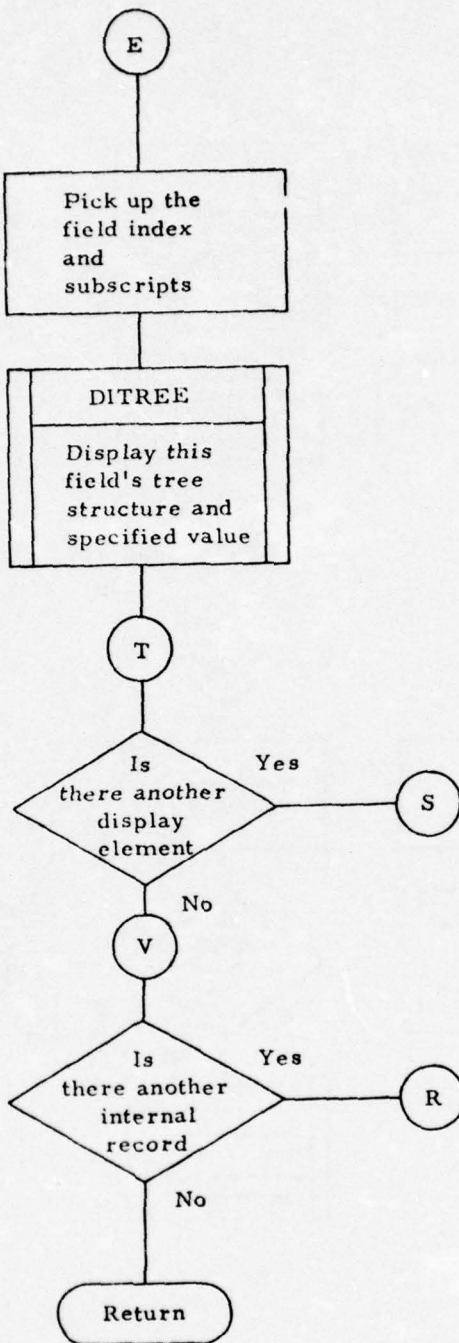 E
Pick up the
field index
and
subscripts
DITREE
Display this
field's tree
structure and
specified value
T
Is
there another
display
element
Yes
S
No
V
Is
there another
internal
record
Yes
R
No
Return